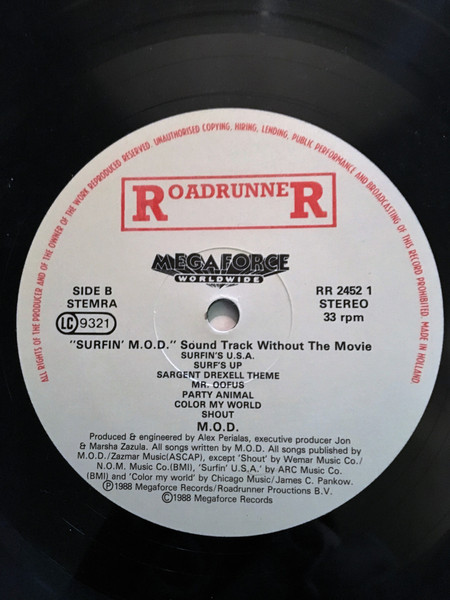 ALL RIGHTS OF THE PRODUCER AND OF THE OWNER OF THE WORK REPRODUCED RESERVED. UNAUTHORISED COPYING, HIRING, LENDING, PUBLIC PERFORMANCE AND BROADCASTING OF THIS RECORD PROHIBITED. MADE IN HOLLAND
ROADRUNNER
MEGAFORCE
WORLDWIDE
SIDE B
STEMRA
LC 9321
RR 2452 1
STEREO
33 rpm
"SURFIN' M.O.D." Sound Track Without The Movie
SURFIN'S U.S.A.
SURF'S UP
SARGENT DREXELL THEME
MR. OOFUS
PARTY ANIMAL
COLOR MY WORLD
SHOUT
M.O.D.
Produced & engineered by Alex Perialas, executive producer Jon
& Marsha Zazula. All songs written by M.O.D. All songs published by
M.O.D./Zazmar Music(ASCAP), except 'Shout' by Wemar Music Co./
N.O.M. Music Co.(BMI), 'Surfin' U.S.A.' by ARC Music Co.
(BMI) and 'Color my world' by Chicago Music/James C. Pankow.
Ⓟ1988 Megaforce Records/Roadrunner Prouctions B.V.
©1988 Megaforce Records